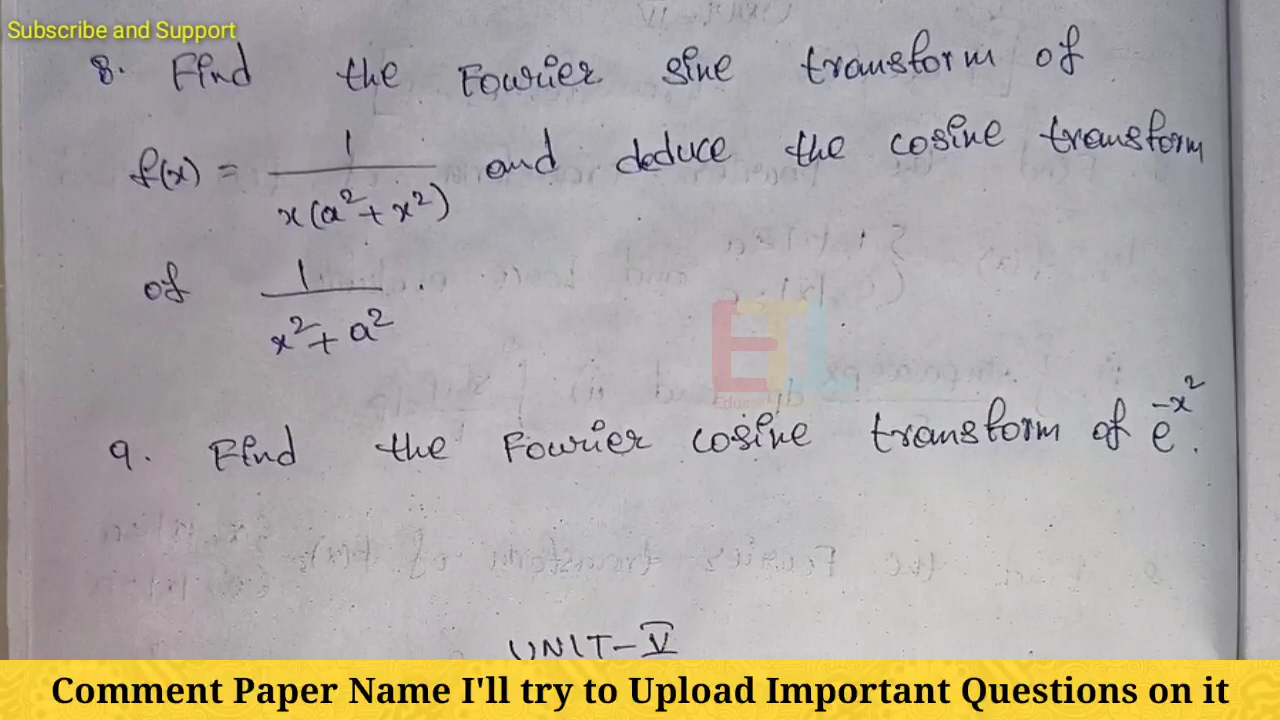 Subscribe and Support
8. Find the Fourier sine transform of
f(x) = 1 / x(a²+x²) and deduce the cosine transform
of 1 / x²+a² .
ETL
9. Find the Fourier cosine transform of e^-x².
UNIT-V
Comment Paper Name I'll try to Upload Important Questions on it